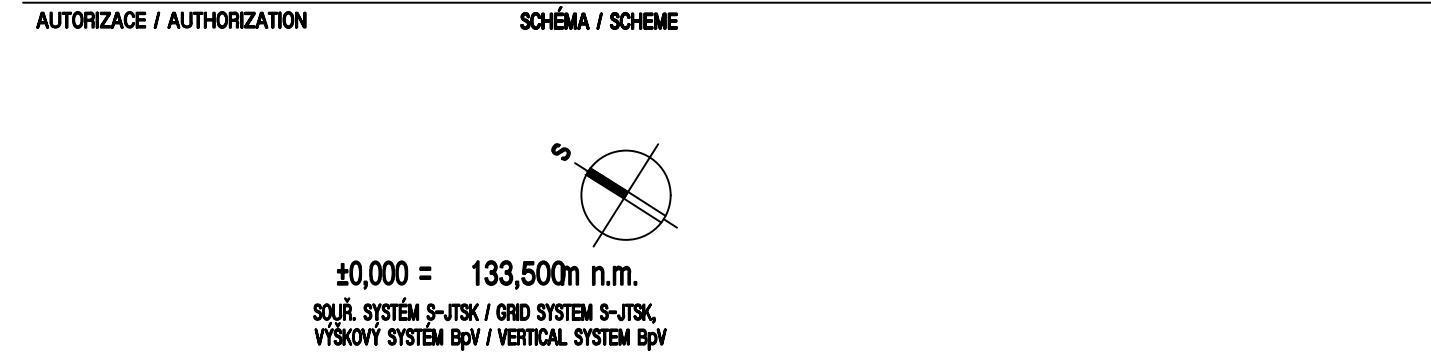 AUTORIZACE / AUTHORIZATION
SCHÉMA / SCHEME
S
±0,000 = 133,500m n.m.
SOUŘ. SYSTÉM S-JTSK / GRID SYSTEM S-JTSK,
VÝŠKOVÝ SYSTÉM BpV / VERTICAL SYSTEM BpV